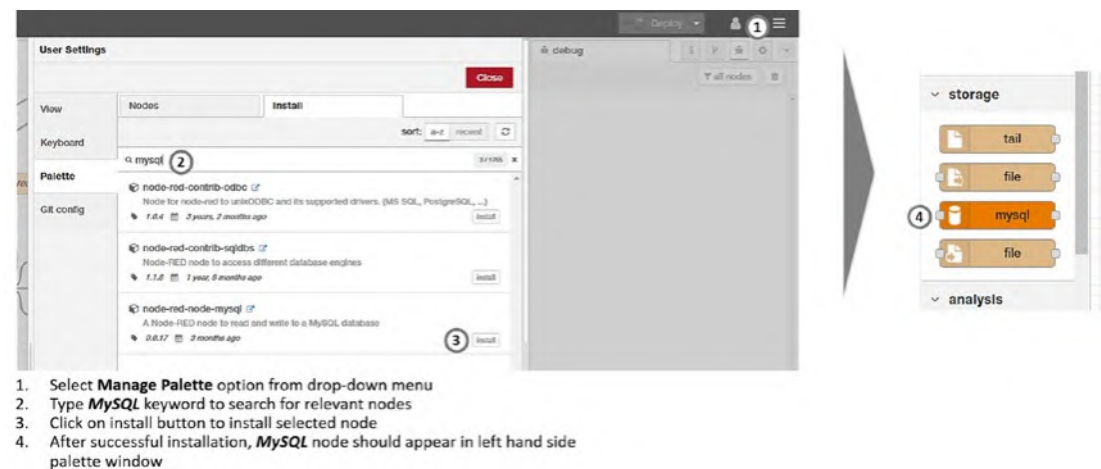 Deploy
1
User Settings
debug
Close
all nodes
View
Nodes
Install
sort: a-z recent
Keyboard
mysql
2
Palette
node-red-contrib-odbc
Node for node-red to unixODBC and its supported drivers. (MS SQL, PostgreSQL, ...)
1.0.4 3 years, 2 months ago
install
Git config
node-red-contrib-sqldbs
Node-RED node to access different database engines
1.1.8 1 year, 8 months ago
install
node-red-node-mysql
A Node-RED node to read and write to a MySQL database
0.0.17 3 months ago
3
install
storage
tail
file
4
mysql
file
analysis
1. Select Manage Palette option from drop-down menu
2. Type MySQL keyword to search for relevant nodes
3. Click on install button to install selected node
4. After successful installation, MySQL node should appear in left hand side
palette window